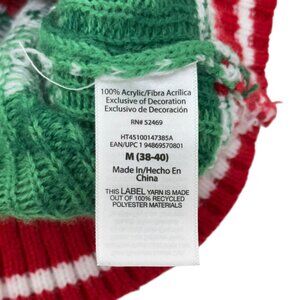 100% Acrylic/Fibra Acrílica
Exclusive of Decoration
Exclusivo de Decoración
RN# 52469
HT45100147385A
EAN/UPC 1 94869570801
M (38-40)
Made In/Hecho En
China
THIS LABEL YARN IS MADE
OUT OF 100% RECYCLED
POLYESTER MATERIALS